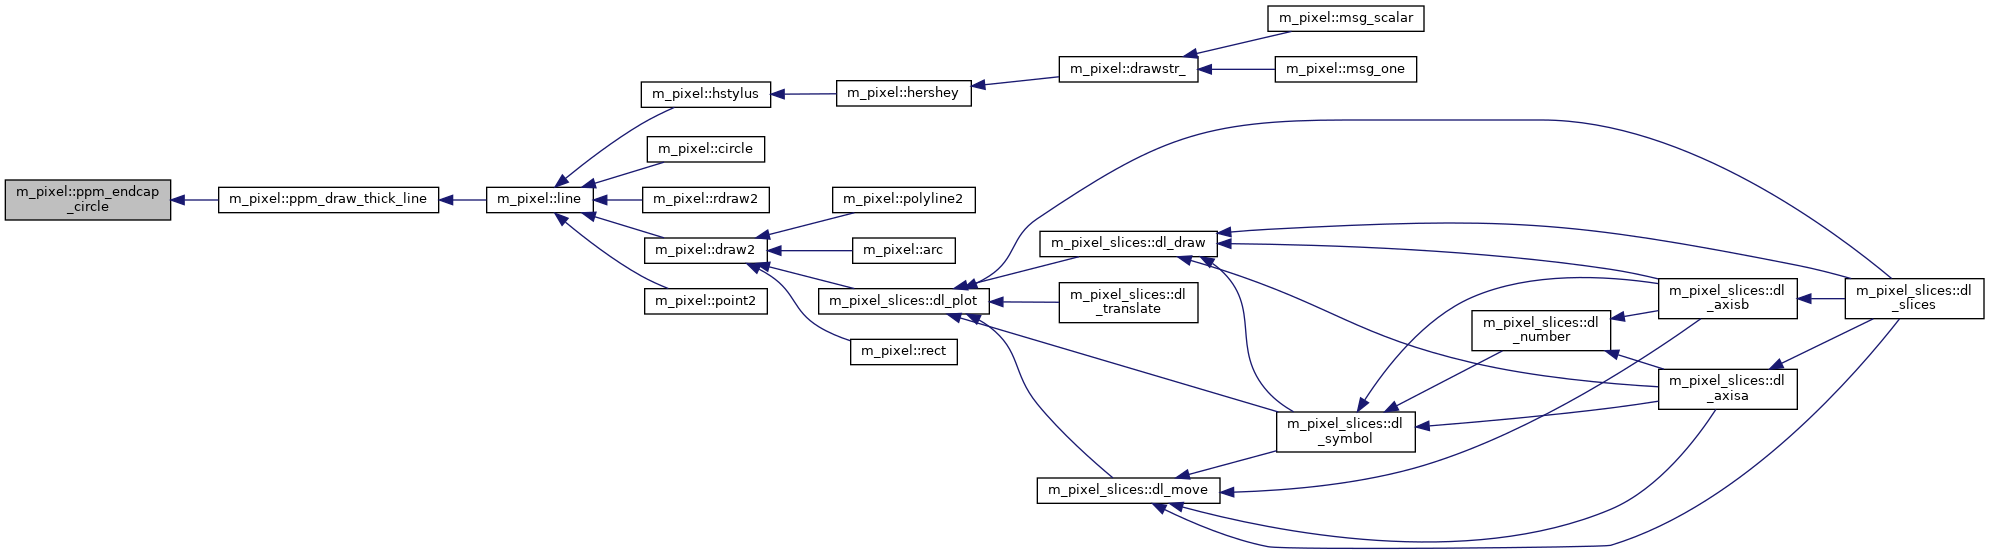 m_pixel::ppm_endcap
_circle
m_pixel::ppm_draw_thick_line
m_pixel::line
m_pixel::hstylus
m_pixel::hershey
m_pixel::drawstr_
m_pixel::msg_scalar
m_pixel::msg_one
m_pixel::circle
m_pixel::rdraw2
m_pixel::draw2
m_pixel::point2
m_pixel::polyline2
m_pixel::arc
m_pixel_slices::dl_plot
m_pixel::rect
m_pixel_slices::dl_draw
m_pixel_slices::dl
_translate
m_pixel_slices::dl
_symbol
m_pixel_slices::dl_move
m_pixel_slices::dl
_number
m_pixel_slices::dl
_axisb
m_pixel_slices::dl
_axisa
m_pixel_slices::dl
_slices